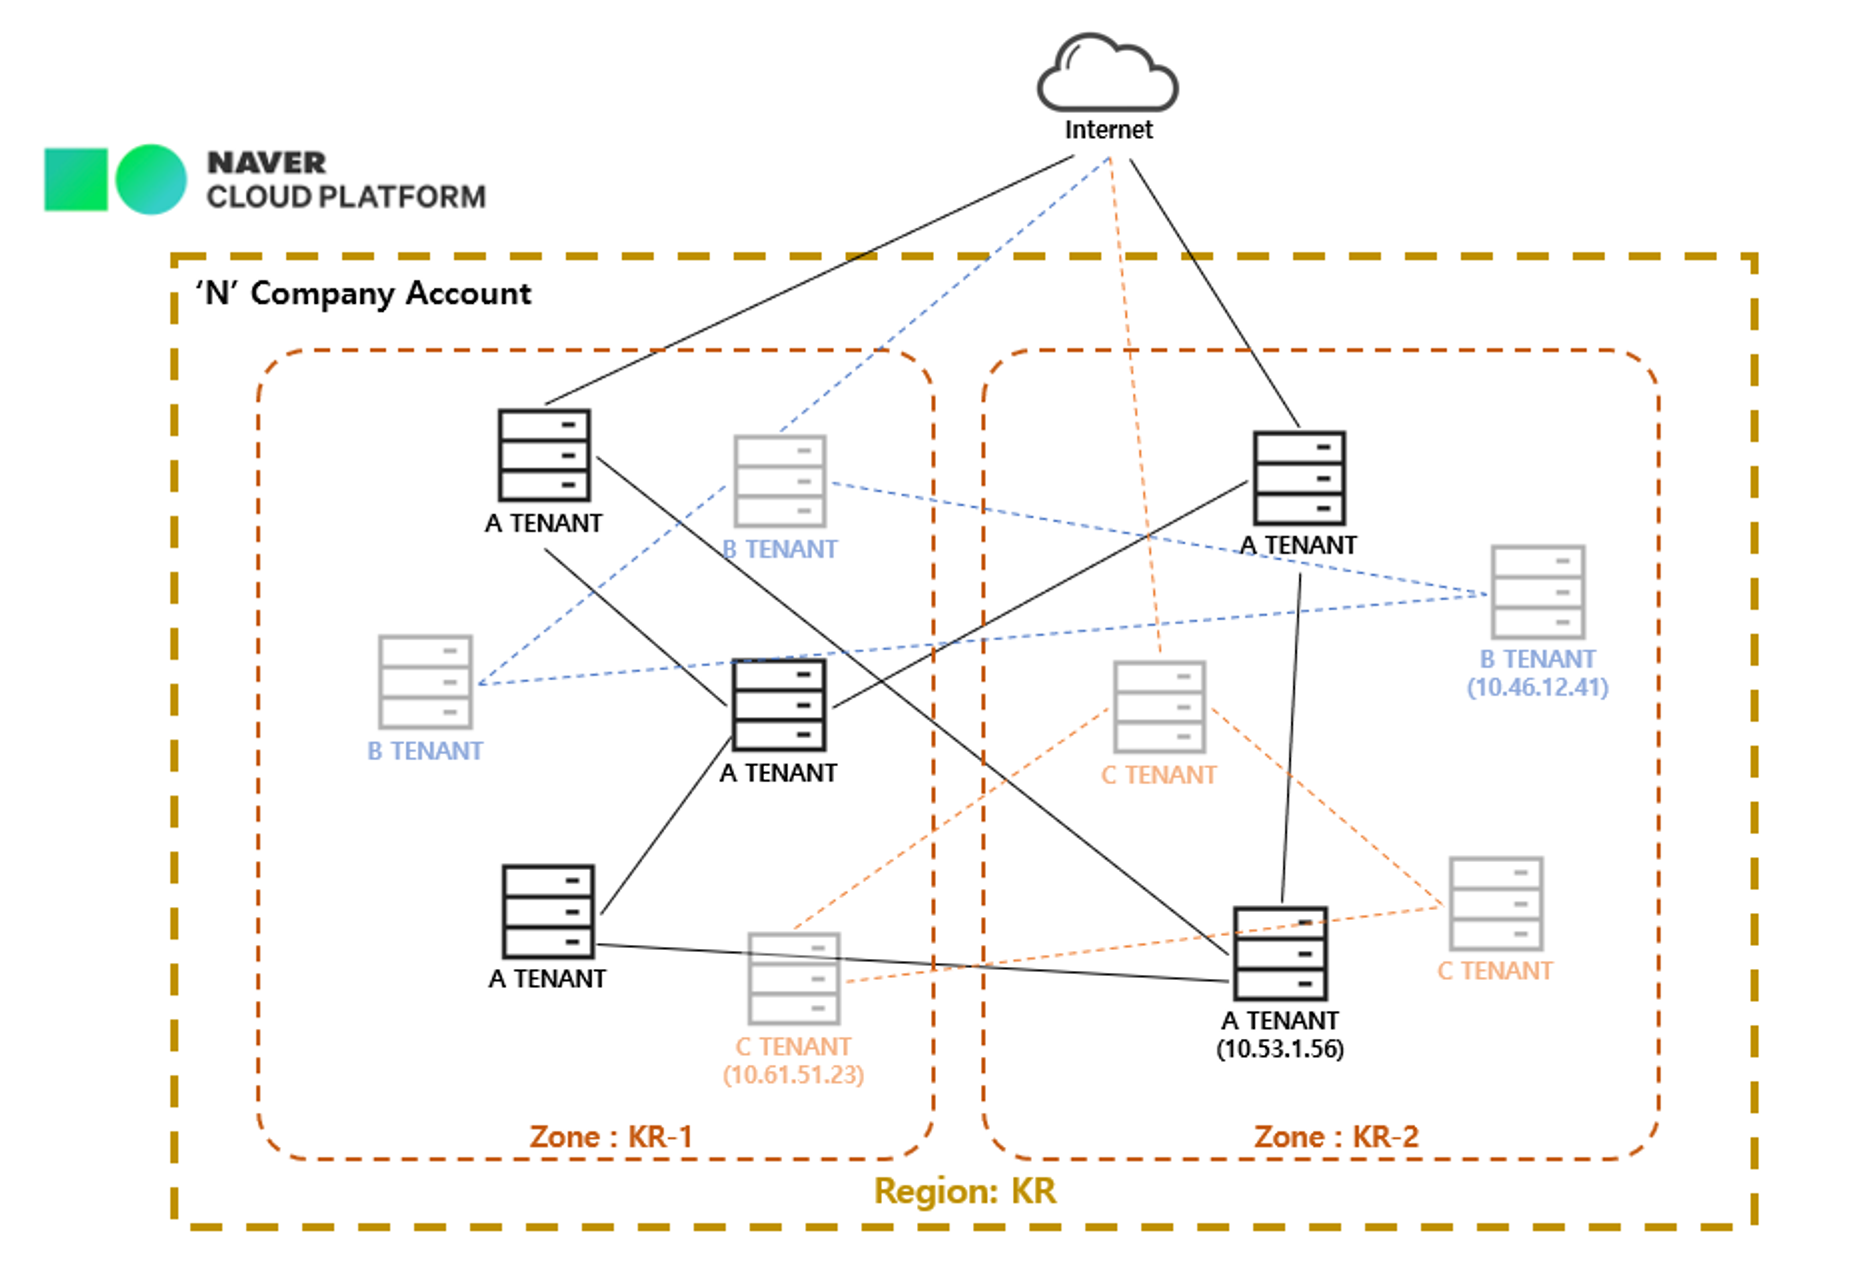 Internet
NAVER
CLOUD PLATFORM
‘N’ Company Account
A TENANT
B TENANT
A TENANT
B TENANT
(10.46.12.41)
B TENANT
A TENANT
C TENANT
A TENANT
C TENANT
A TENANT
(10.53.1.56)
C TENANT
(10.61.51.23)
Zone : KR-1
Zone : KR-2
Region: KR